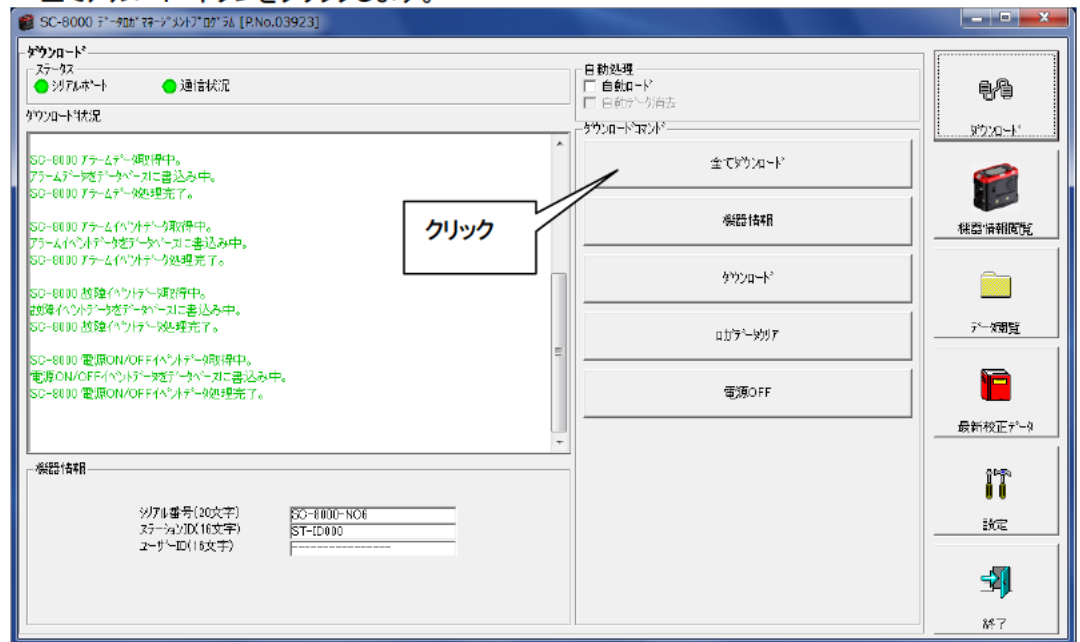 SC-8000 ﾃﾞｰﾀﾛｶﾞﾏﾈｰｼﾞﾒﾝﾄﾌﾟﾛｸﾞﾗﾑ [P.No.03923]
ﾀﾞｳﾝﾛｰﾄﾞ
ｽﾃｰﾀｽ
ｼﾘｱﾙﾎﾟｰﾄ
通信状況
自動処理
自動ﾛｰﾄﾞ
自動ﾃﾞｰﾀ消去
ﾀﾞｳﾝﾛｰﾄﾞ状況
SC-8000 ｱﾗｰﾑﾃﾞｰﾀ取得中。
ｱﾗｰﾑﾃﾞｰﾀをﾃﾞｰﾀﾍﾞｰｽに書込み中。
SC-8000 ｱﾗｰﾑﾃﾞｰﾀ処理完了。
SC-8000 ｱﾗｰﾑｲﾍﾞﾝﾄﾃﾞｰﾀ取得中。
ｱﾗｰﾑｲﾍﾞﾝﾄﾃﾞｰﾀをﾃﾞｰﾀﾍﾞｰｽに書込み中。
SC-8000 ｱﾗｰﾑｲﾍﾞﾝﾄﾃﾞｰﾀ処理完了。
SC-8000 故障ｲﾍﾞﾝﾄﾃﾞｰﾀ取得中。
故障ｲﾍﾞﾝﾄﾃﾞｰﾀをﾃﾞｰﾀﾍﾞｰｽに書込み中。
SC-8000 故障ｲﾍﾞﾝﾄﾃﾞｰﾀ処理完了。
SC-8000 電源ON/OFFｲﾍﾞﾝﾄﾃﾞｰﾀ取得中。
電源ON/OFFｲﾍﾞﾝﾄﾃﾞｰﾀをﾃﾞｰﾀﾍﾞｰｽに書込み中。
SC-8000 電源ON/OFFｲﾍﾞﾝﾄﾃﾞｰﾀ処理完了。
クリック
ﾀﾞｳﾝﾛｰﾄﾞｺﾏﾝﾄﾞ
全てﾀﾞｳﾝﾛｰﾄﾞ
機器情報
ﾀﾞｳﾝﾛｰﾄﾞ
ﾛｶﾞﾃﾞｰﾀｸﾘｱ
電源OFF
機器情報
ｼﾘｱﾙ番号(20文字)
SC-8000-NO6
ｽﾃｰｼｮﾝID(16文字)
ST-ID000
ﾕｰｻﾞｰID(16文字)
----------------
ﾀﾞｳﾝﾛｰﾄﾞ
機器情報閲覧
ﾃﾞｰﾀ閲覧
最新校正ﾃﾞｰﾀ
設定
終了